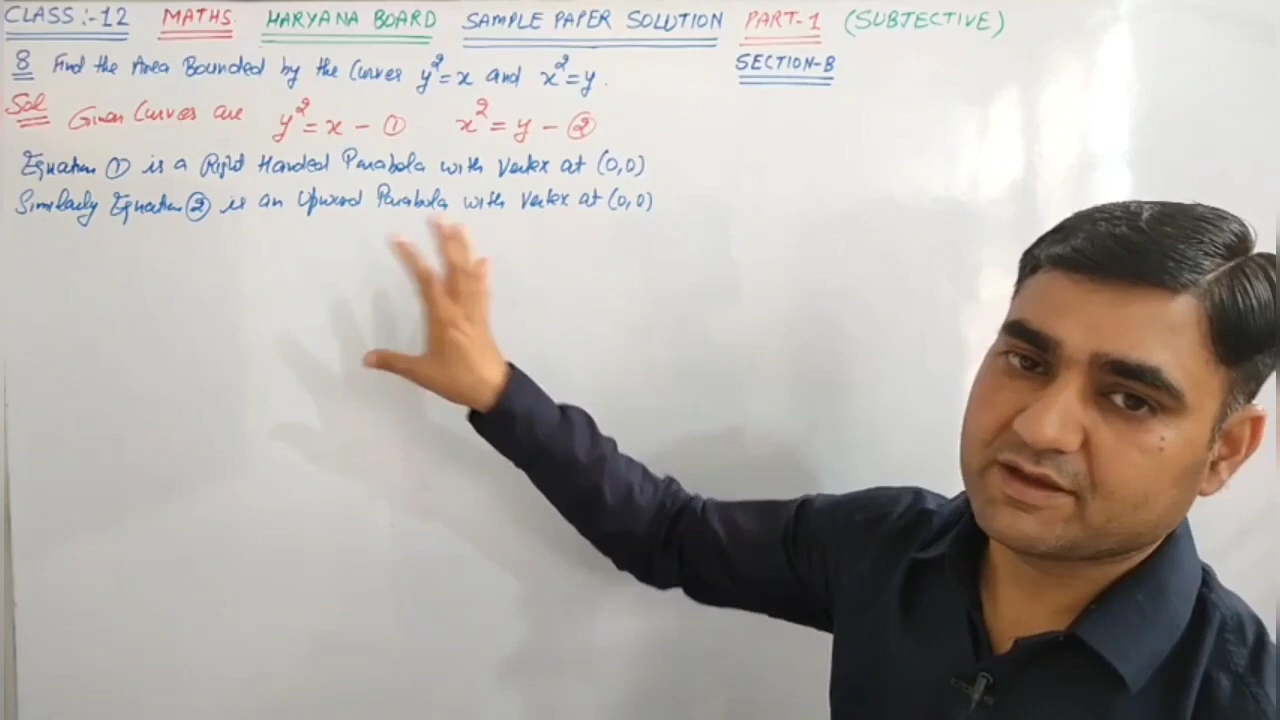 CLASS:-12 MATHS. HARYANA BOARD SAMPLE PAPER SOLUTION PART-1 (SUBJECTIVE)
SECTION-B
8 Find the Area Bounded by the Curves y²=x and x²=y.
Sol Given Curves are y²=x-① x²=y-②
Equation ① is a Right Handed Parabola with Vertex at (0,0)
Similarly Equation ② is an Upward Parabola with Vertex at (0,0)